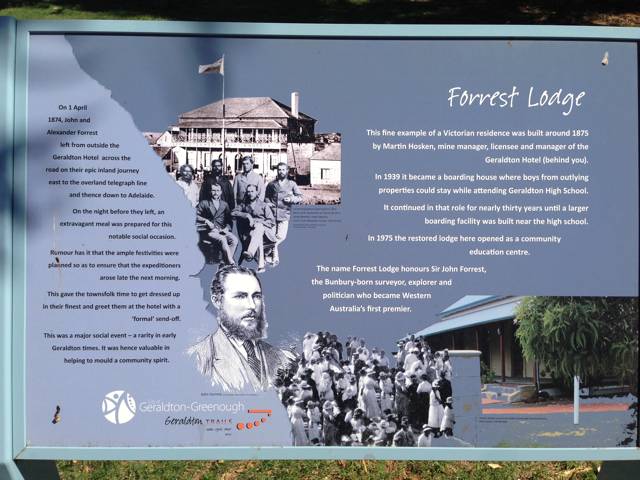 Forrest Lodge
On 1 April
1874, John and
Alexander Forrest
left from outside the
Geraldton Hotel across the
road on their epic inland journey
east to the overland telegraph line
and thence down to Adelaide.
On the night before they left, an
extravagant meal was prepared for this
notable social occasion.
Rumour has it that the ample festivities were
planned so as to ensure that the expeditioners
arose late the next morning.
This gave the townsfolk time to get dressed up
in their finest and greet them at the hotel with a
'formal' send-off.
This was a major social event – a rarity in early
Geraldton times. It was hence valuable in
helping to mould a community spirit.
This fine example of a Victorian residence was built around 1875
by Martin Hosken, mine manager, licensee and manager of the
Geraldton Hotel (behind you).
In 1939 it became a boarding house where boys from outlying
properties could stay while attending Geraldton High School.
It continued in that role for nearly thirty years until a larger
boarding facility was built near the high school.
In 1975 the restored lodge here opened as a community
education centre.
The name Forrest Lodge honours Sir John Forrest,
the Bunbury-born surveyor, explorer and
politician who became Western
Australia's first premier.
Geraldton-Greenough
Geraldton TRAILS